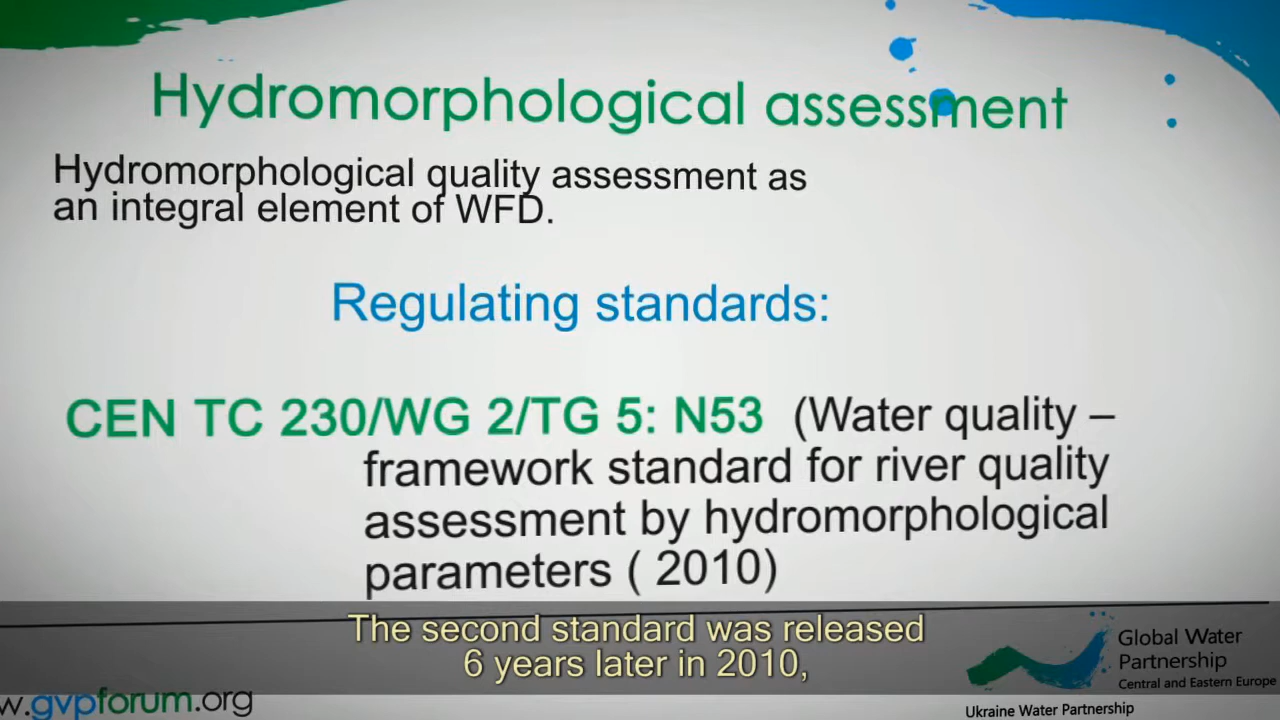 Hydromorphological assessment
Hydromorphological quality assessment as
an integral element of WFD.
Regulating standards:
CEN TC 230/WG 2/TG 5: N53 (Water quality –
framework standard for river quality
assessment by hydromorphological
parameters ( 2010)
The second standard was released
6 years later in 2010,
w.gvpforum.org
Global Water
Partnership
Central and Eastern Europe
Ukraine Water Partnership